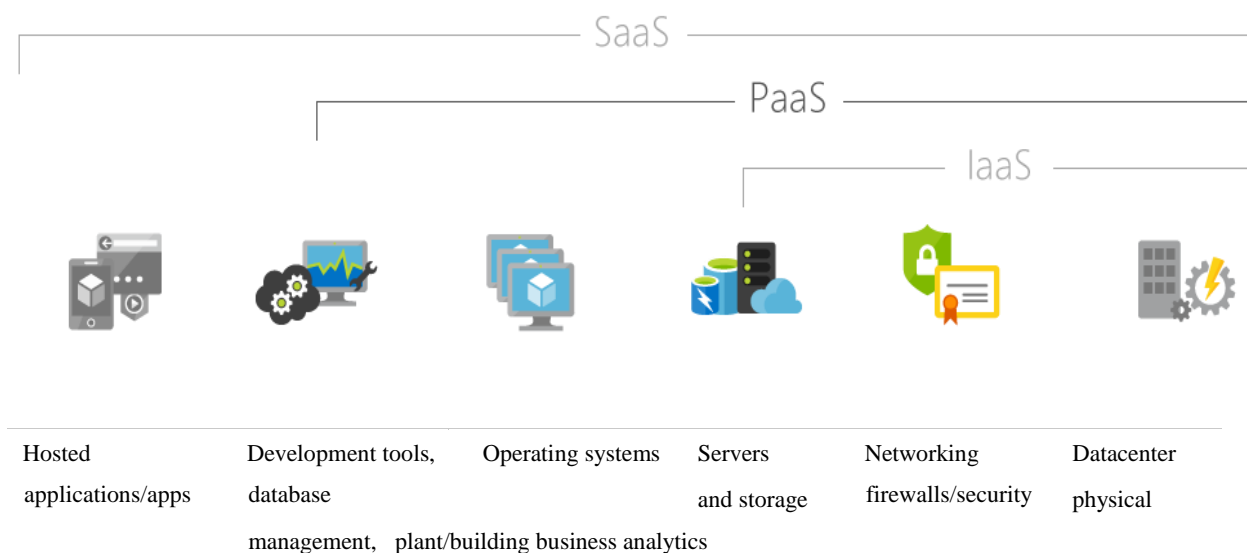 SaaS
PaaS
IaaS
Hosted applications/apps
Development tools, database management, plant/building business analytics
Operating systems
Servers and storage
Networking firewalls/security
Datacenter physical